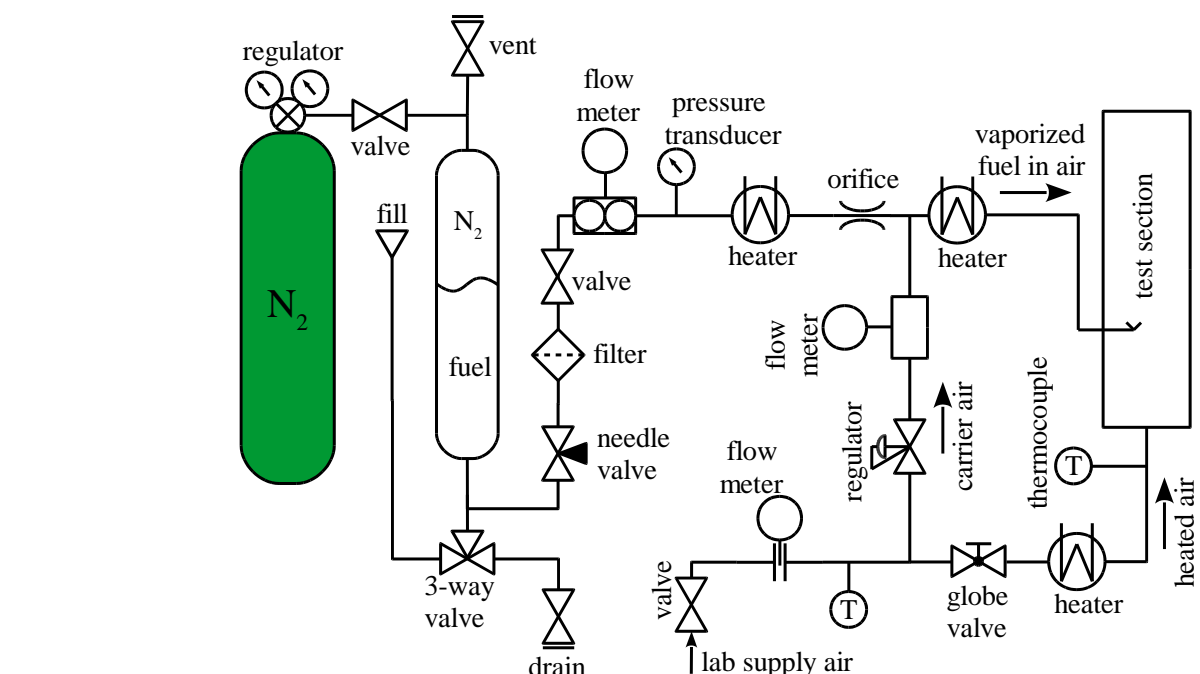 regulator
vent
valve
N2
fill
N2
fuel
3-way
valve
drain
flow
meter
pressure
transducer
valve
filter
needle
valve
heater
orifice
heater
vaporized
fuel in air
test section
flow
meter
regulator
carrier air
thermocouple
T
heated air
flow
meter
valve
T
globe
valve
heater
lab supply air